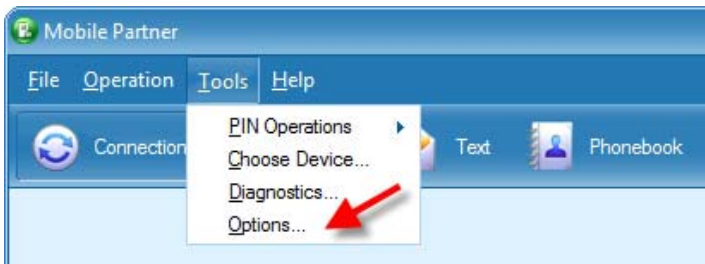 Mobile Partner
File Operation Tools Help
Connection Text Phonebook
PIN Operations
Choose Device...
Diagnostics...
Options...